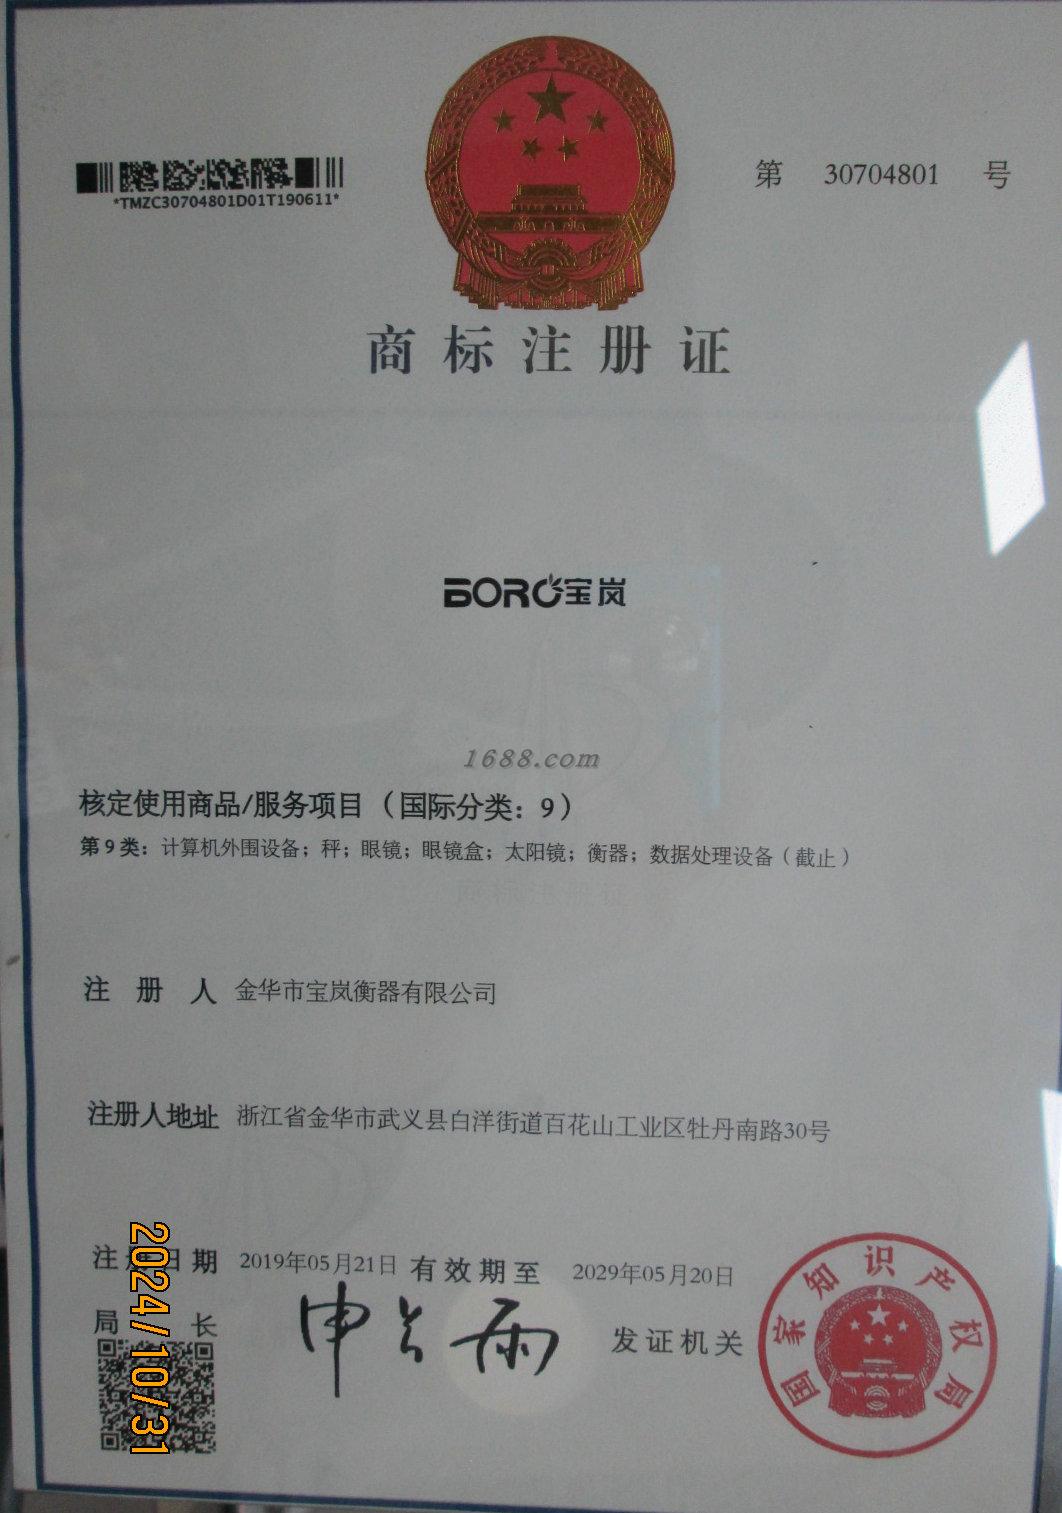 第 30704801 号
*TMZC30704801D01T190611*
商标注册证
BORO宝岚
1688.com
核定使用商品/服务项目（国际分类：9）
第9类：计算机外围设备；秤；眼镜；眼镜盒；太阳镜；衡器；数据处理设备（截止）
注册人 金华市宝岚衡器有限公司
注册人地址 浙江省金华市武义县白洋街道百花山工业区牡丹南路30号
注册日期 2019年05月21日 有效期至 2029年05月20日
局长 申长雨 发证机关
国家知识产权局
2024/10/31